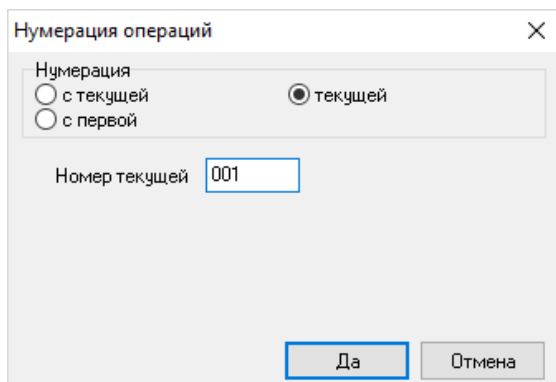 Нумерация операций
Нумерация
с текущей
текущей
с первой
Номер текущей 001
Да Отмена